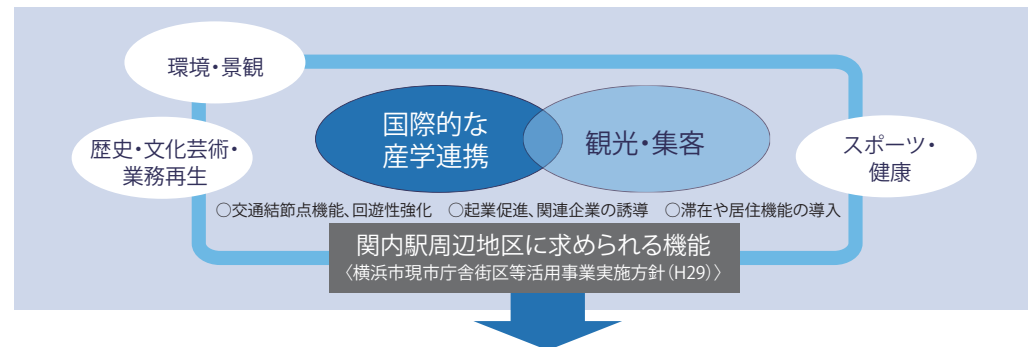 環境・景観
国際的な
産学連携
観光・集客
歴史・文化芸術・
業務再生
スポーツ・
健康
○交通結節点機能、回遊性強化　○起業促進、関連企業の誘導　○滞在や居住機能の導入
関内駅周辺地区に求められる機能
〈横浜市現市庁舎街区等活用事業実施方針（H29）〉